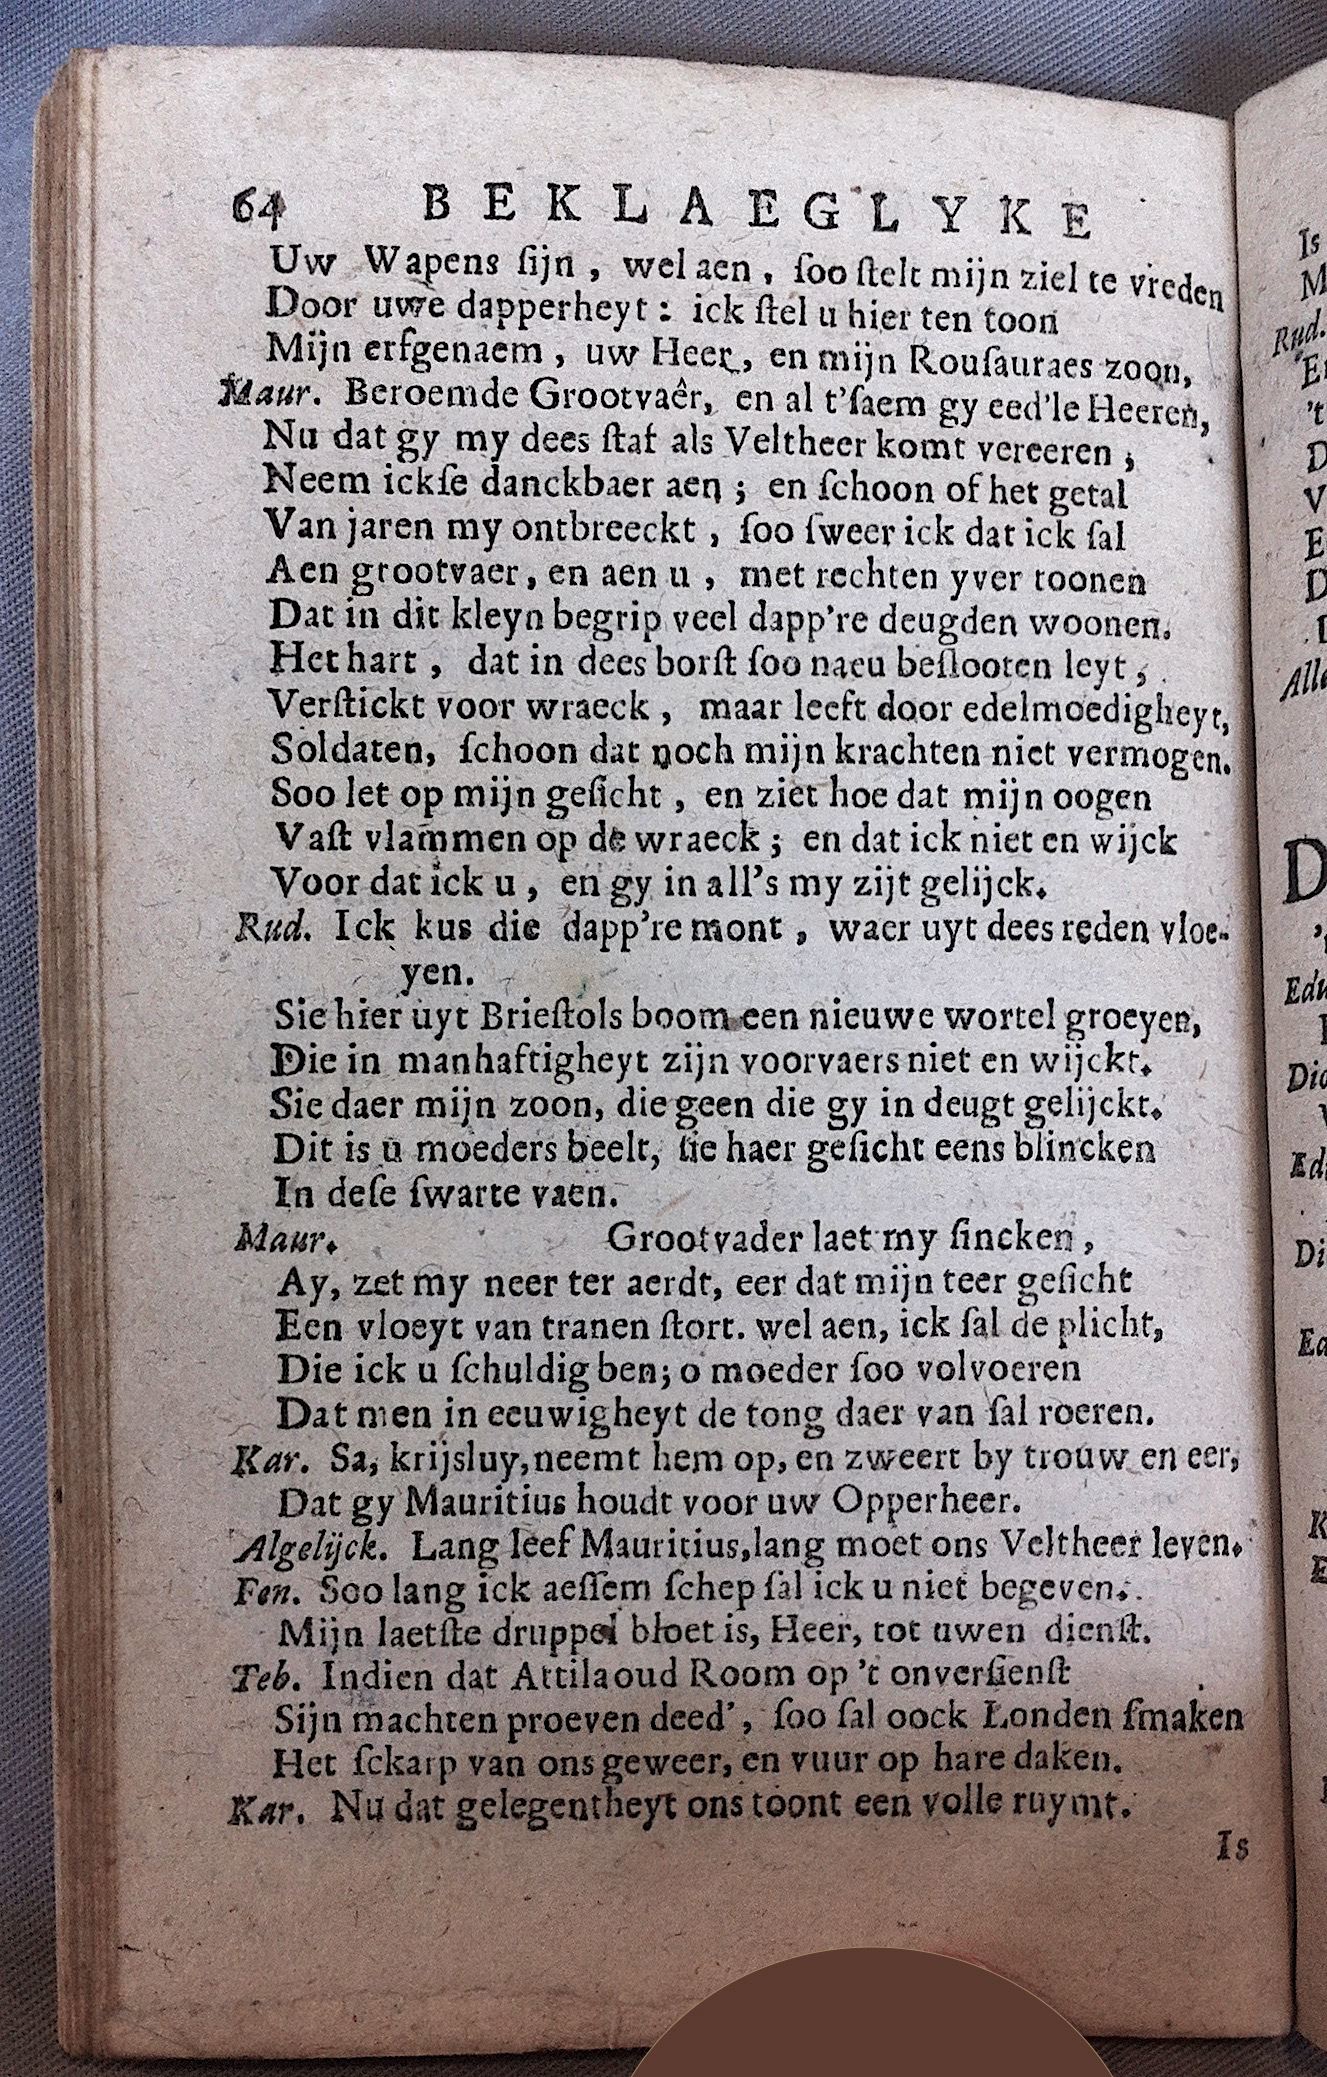 64 BEKLAEGLYKE
Uw Wapens ſijn, wel aen, ſoo ſtelt mijn ziel te vreden
Door uwe dapperheyt: ick ſtel u hier ten toon
Mijn erfgenaem, uw Heer, en mijn Rouſauraes zoon,
Maur. Beroemde Grootvaêr, en al t'ſaem gy eed'le Heeren,
Nu dat gy my dees ſtaf als Veltheer komt vereeren;
Neem ickſe danckbaer aen; en ſchoon of het getal
Van jaren my ontbreeckt, ſoo ſweer ick dat ick ſal
Aen grootvaer, en aen u, met rechten yver toonen
Dat in dit kleyn begrip veel dapp're deugden woonen.
Het hart, dat in dees borſt ſoo naeu beſlooten leyt,
Verſtickt voor wraeck, maar leeft door edelmoedigheyt,
Soldaten, ſchoon dat noch mijn krachten niet vermogen.
Soo let op mijn geſicht, en ziet hoe dat mijn oogen
Vaſt vlammen op de wraeck; en dat ick niet en wijck
Voor dat ick u, en gy in all's my zijt gelijck.
Rud. Ick kus die dapp're mont, waer uyt dees reden vloe-
yen.
Sie hier uyt Brieſtols boom een nieuwe wortel groeyen,
Die in manhaftigheyt zijn voorvaers niet en wijckt.
Sie daer mijn zoon, die geen die gy in deugt gelijckt.
Dit is u moeders beelt, ſie haer geſicht eens blincken
In deſe ſwarte vaen.
Maur. Grootvader laet my ſincken,
Ay, zet my neer ter aerdt, eer dat mijn teer geſicht
Een vloeyt van tranen ſtort. wel aen, ick ſal de plicht,
Die ick u ſchuldig ben; o moeder ſoo volvoeren
Dat men in eeuwigheyt de tong daer van ſal roeren.
Kar. Sa, krijsluy, neemt hem op, en zweert by trouw en eer,
Dat gy Mauritius houdt voor uw Opperheer.
Algelijck. Lang leef Mauritius, lang moet ons Veltheer leven.
Fen. Soo lang ick aeſſem ſchep ſal ick u niet begeven.
Mijn laetſte druppel bloet is, Heer, tot uwen dienſt.
Teb. Indien dat Attila oud Room op 't onverſienſt
Sijn machten proeven deed', ſoo ſal oock Londen ſmaken
Het ſckarp van ons geweer, en vuur op hare daken.
Kar. Nu dat gelegentheyt ons toont een volle ruymt.
Is
Is
Rud.
't
D
V
E
D
D
Edu
Di
K